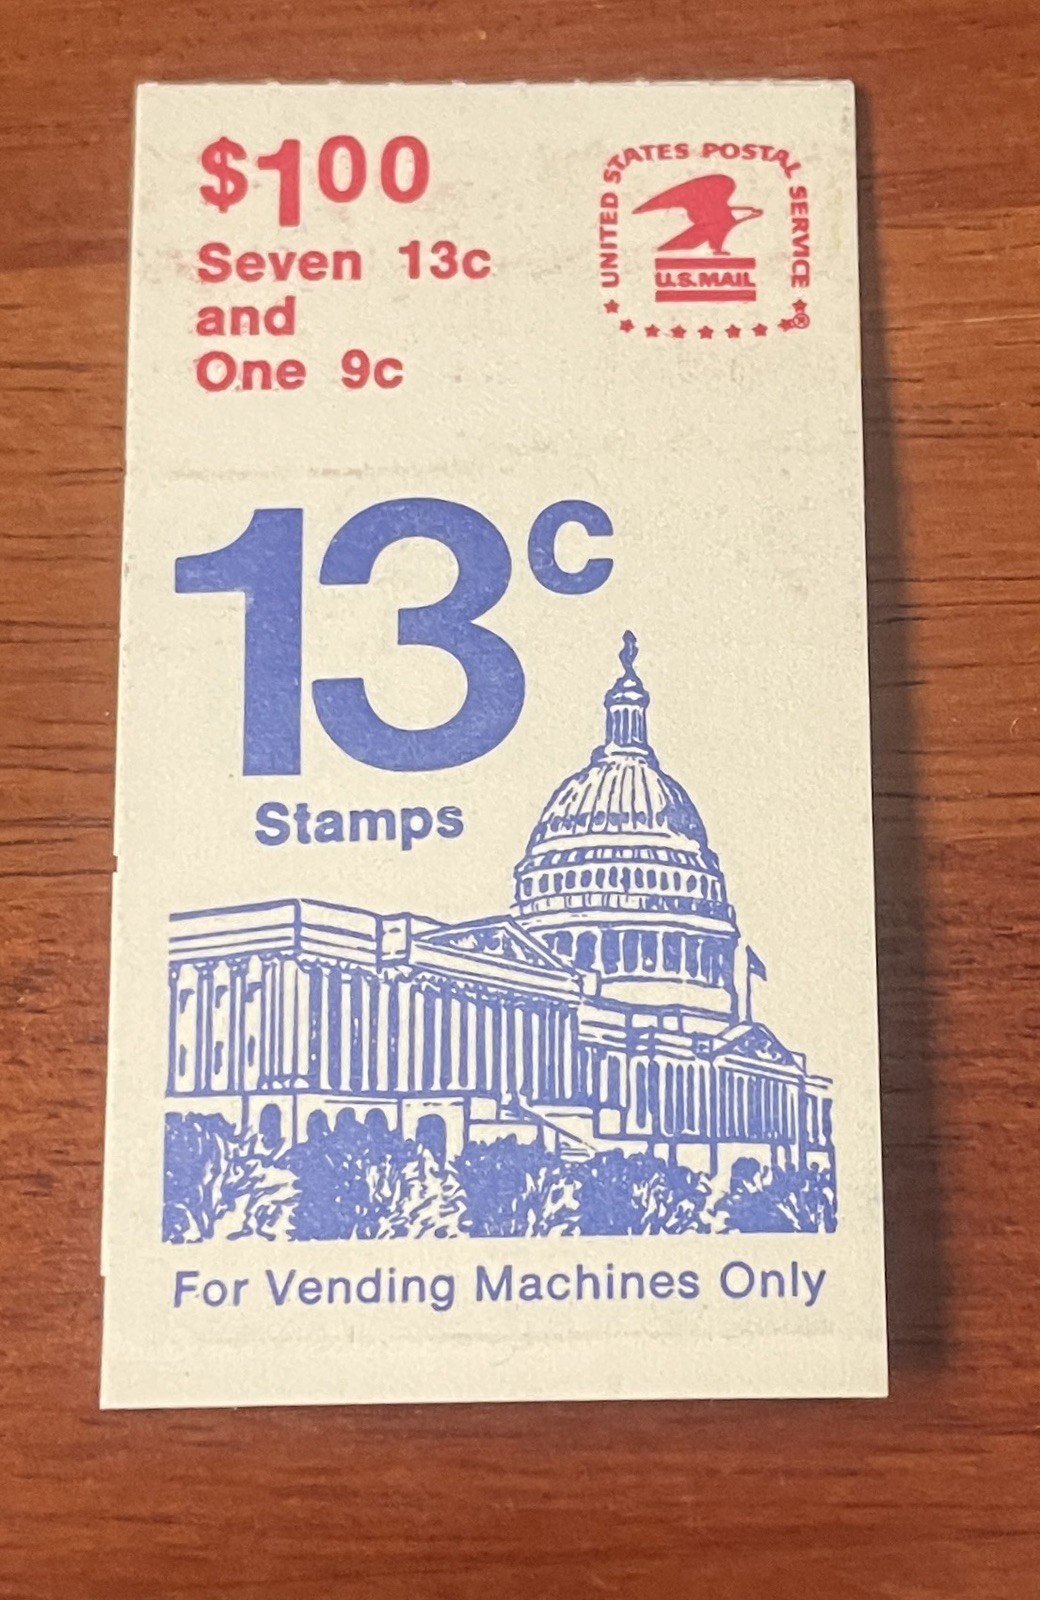 $1.00
Seven 13c
and
One 9c
UNITED STATES POSTAL SERVICE
U.S.MAIL
®
13c
Stamps
For Vending Machines Only